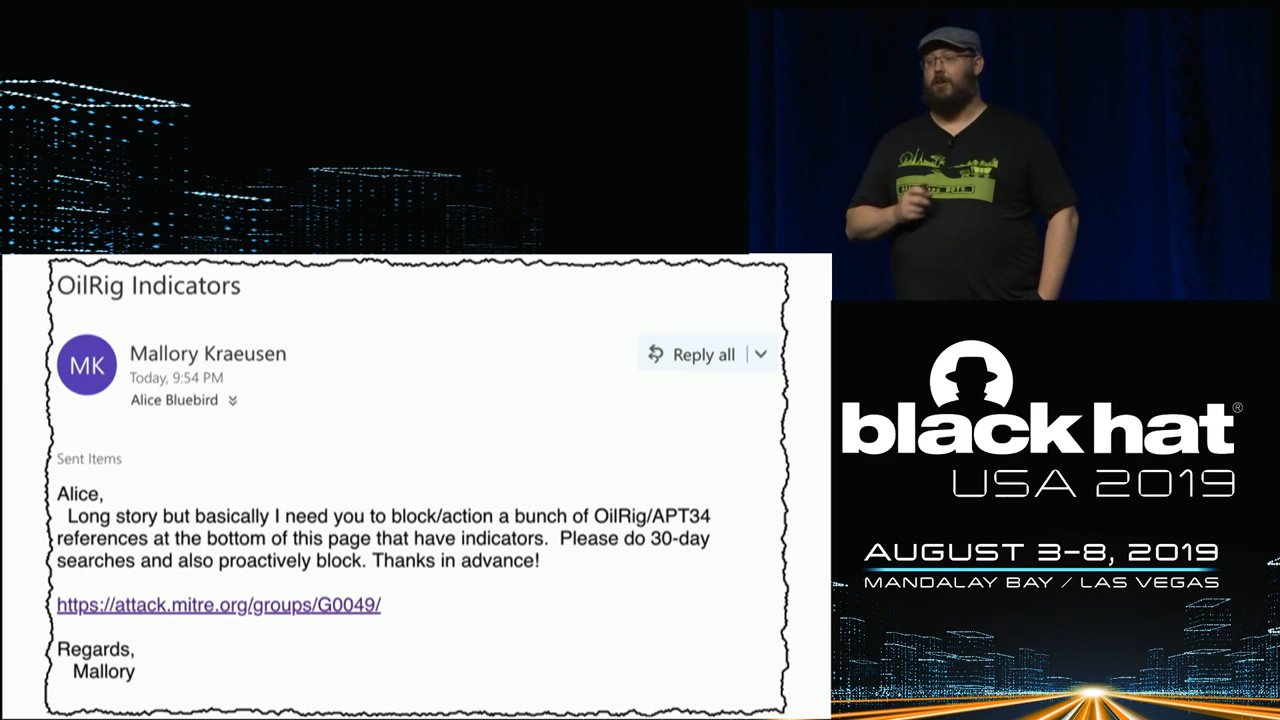 OilRig Indicators
MK
Mallory Kraeusen
Today, 9:54 PM
Alice Bluebird
Reply all
Sent Items
Alice,
Long story but basically I need you to block/action a bunch of OilRig/APT34
references at the bottom of this page that have indicators. Please do 30-day
searches and also proactively block. Thanks in advance!
https://attack.mitre.org/groups/G0049/
Regards,
Mallory
black hat®
USA 2019
AUGUST 3-8, 2019
MANDALAY BAY / LAS VEGAS